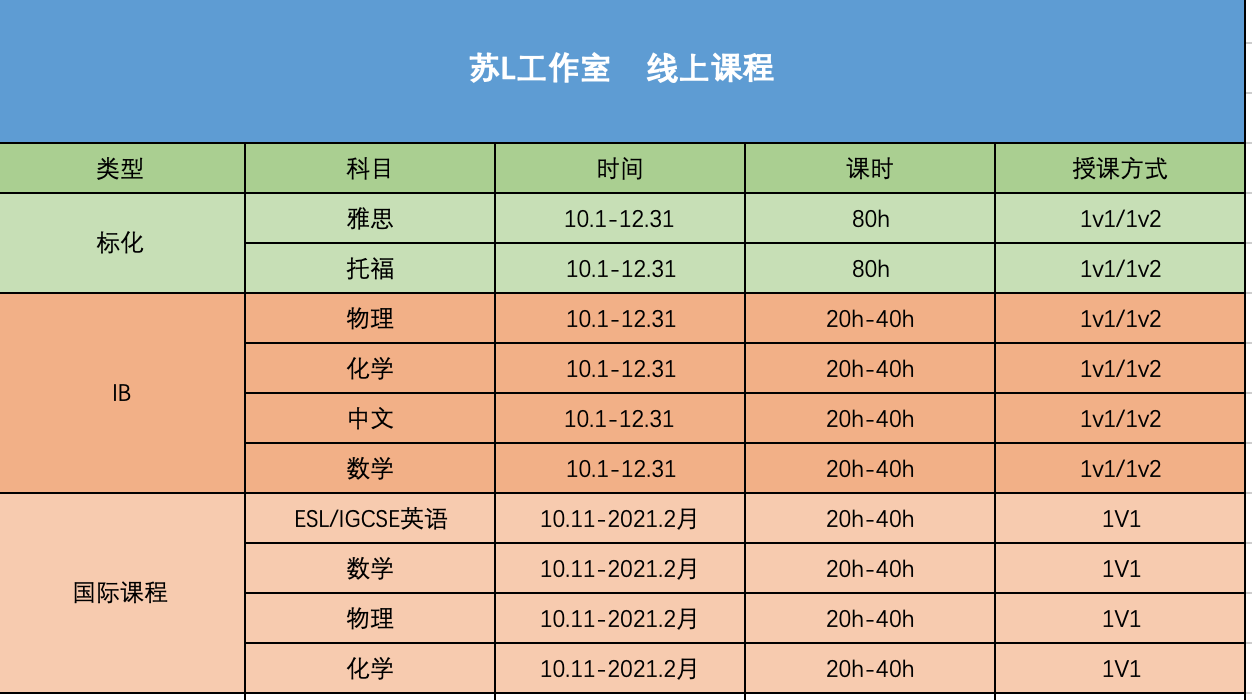 苏L工作室 线上课程
类型 科目 时间 课时 授课方式
标化 雅思 10.1-12.31 80h 1v1/1v2
托福 10.1-12.31 80h 1v1/1v2
IB 物理 10.1-12.31 20h-40h 1v1/1v2
化学 10.1-12.31 20h-40h 1v1/1v2
中文 10.1-12.31 20h-40h 1v1/1v2
数学 10.1-12.31 20h-40h 1v1/1v2
国际课程 ESL/IGCSE英语 10.11-2021.2月 20h-40h 1V1
数学 10.11-2021.2月 20h-40h 1V1
物理 10.11-2021.2月 20h-40h 1V1
化学 10.11-2021.2月 20h-40h 1V1